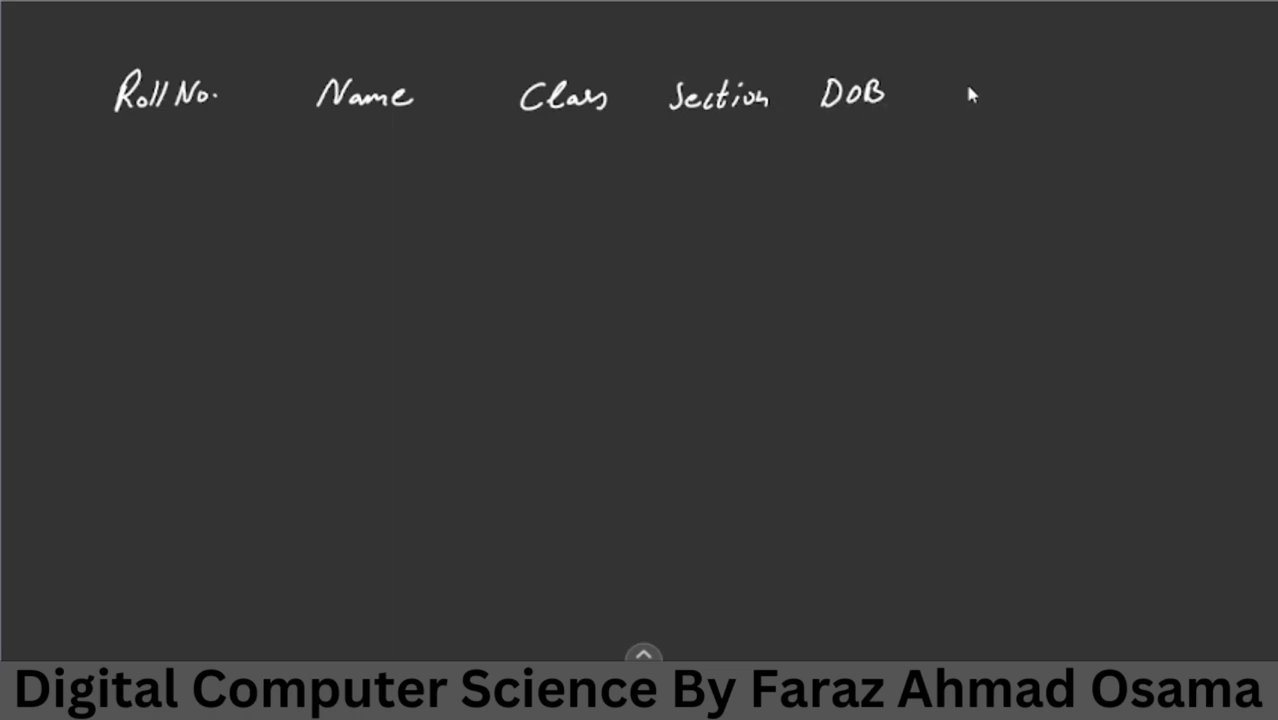 Roll No. Name Class Section DOB
Digital Computer Science By Faraz Ahmad Osama